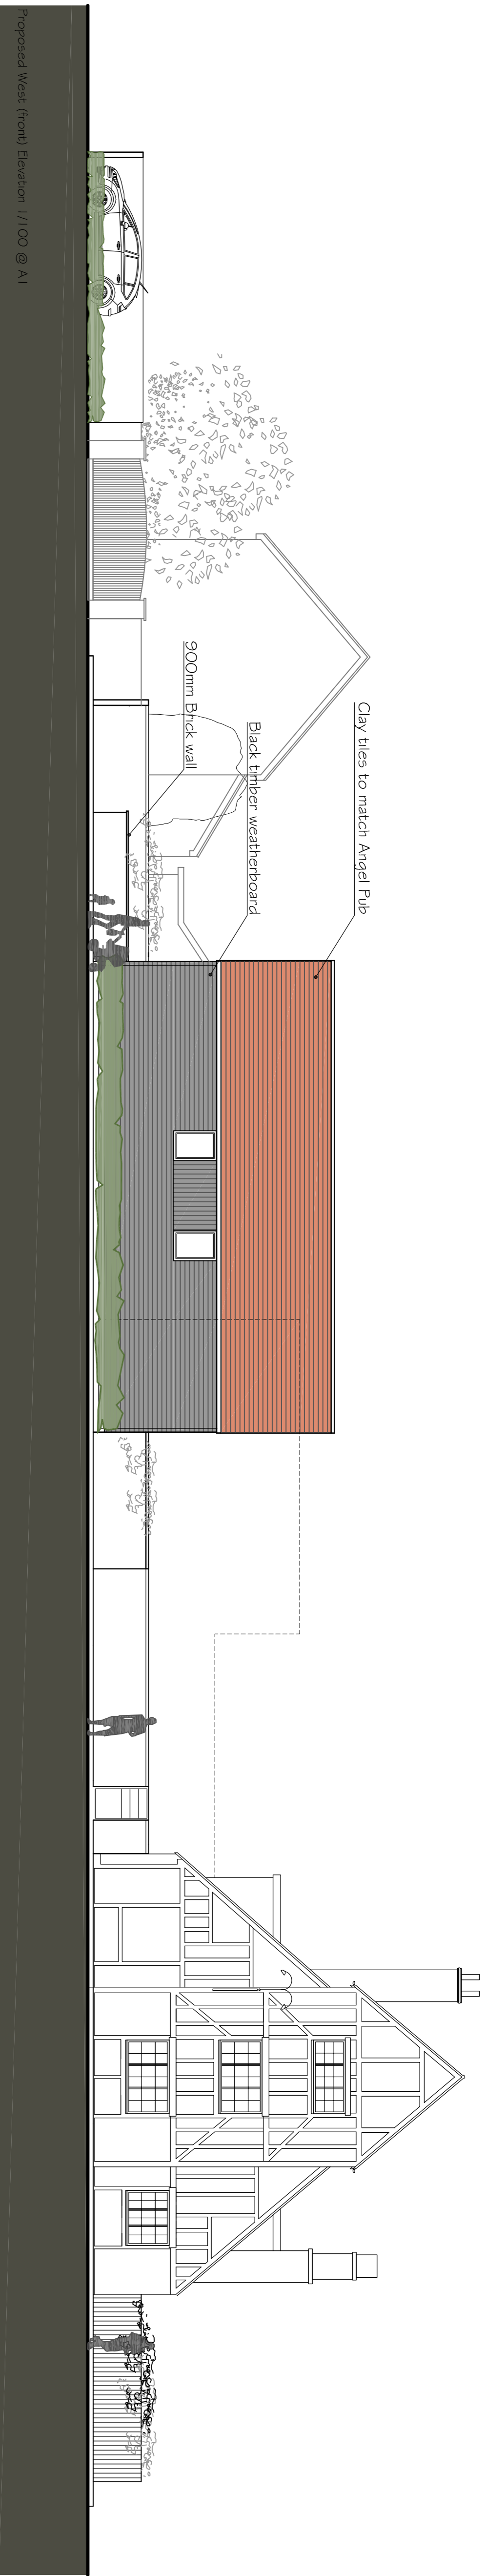 Clay tiles to match Angel Pub
Black timber weatherboard
900mm Brick wall
Proposed West (front) Elevation 1/100 @ A1